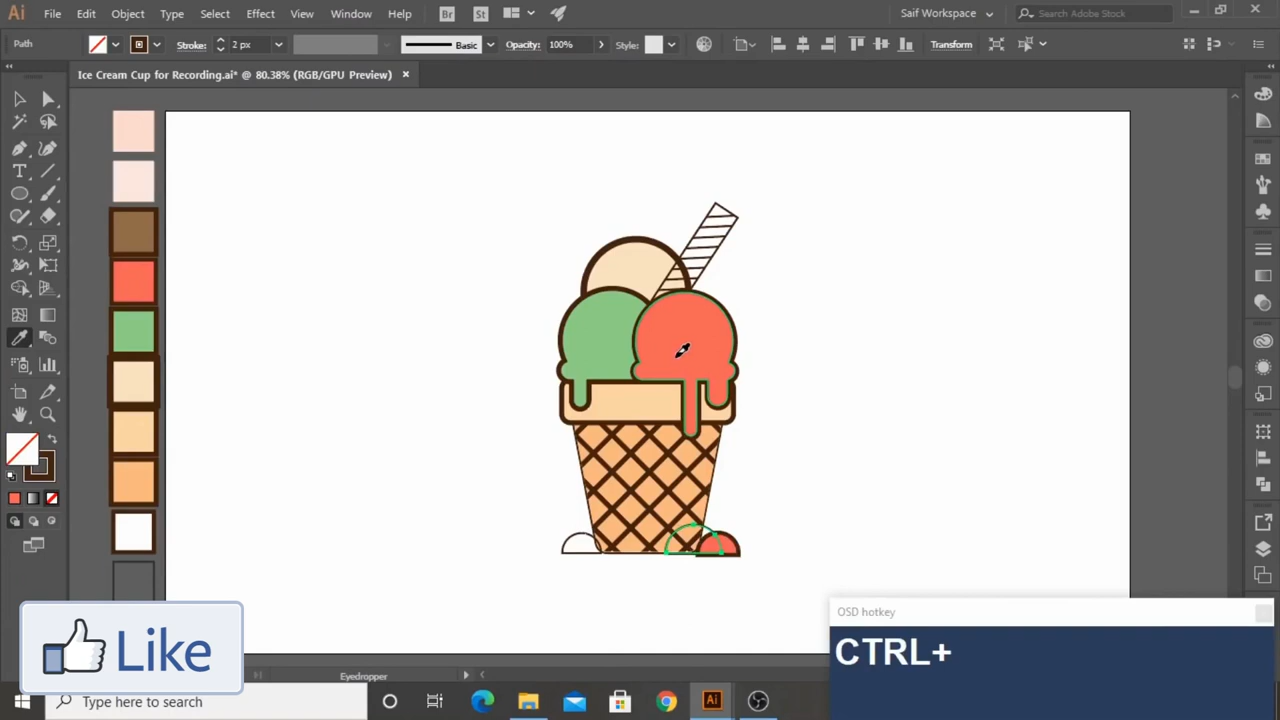 Ai File Edit Object Type Select Effect View Window Help Br St Saif Workspace Search Adobe Stock
Path Stroke: 2 px Basic Opacity: 100% Style: Transform
Ice Cream Cup for Recording.ai* @ 80.38% (RGB/GPU Preview) ×
T
OSD hotkey
CTRL+
Like
Eyedropper
Type here to search
Ai